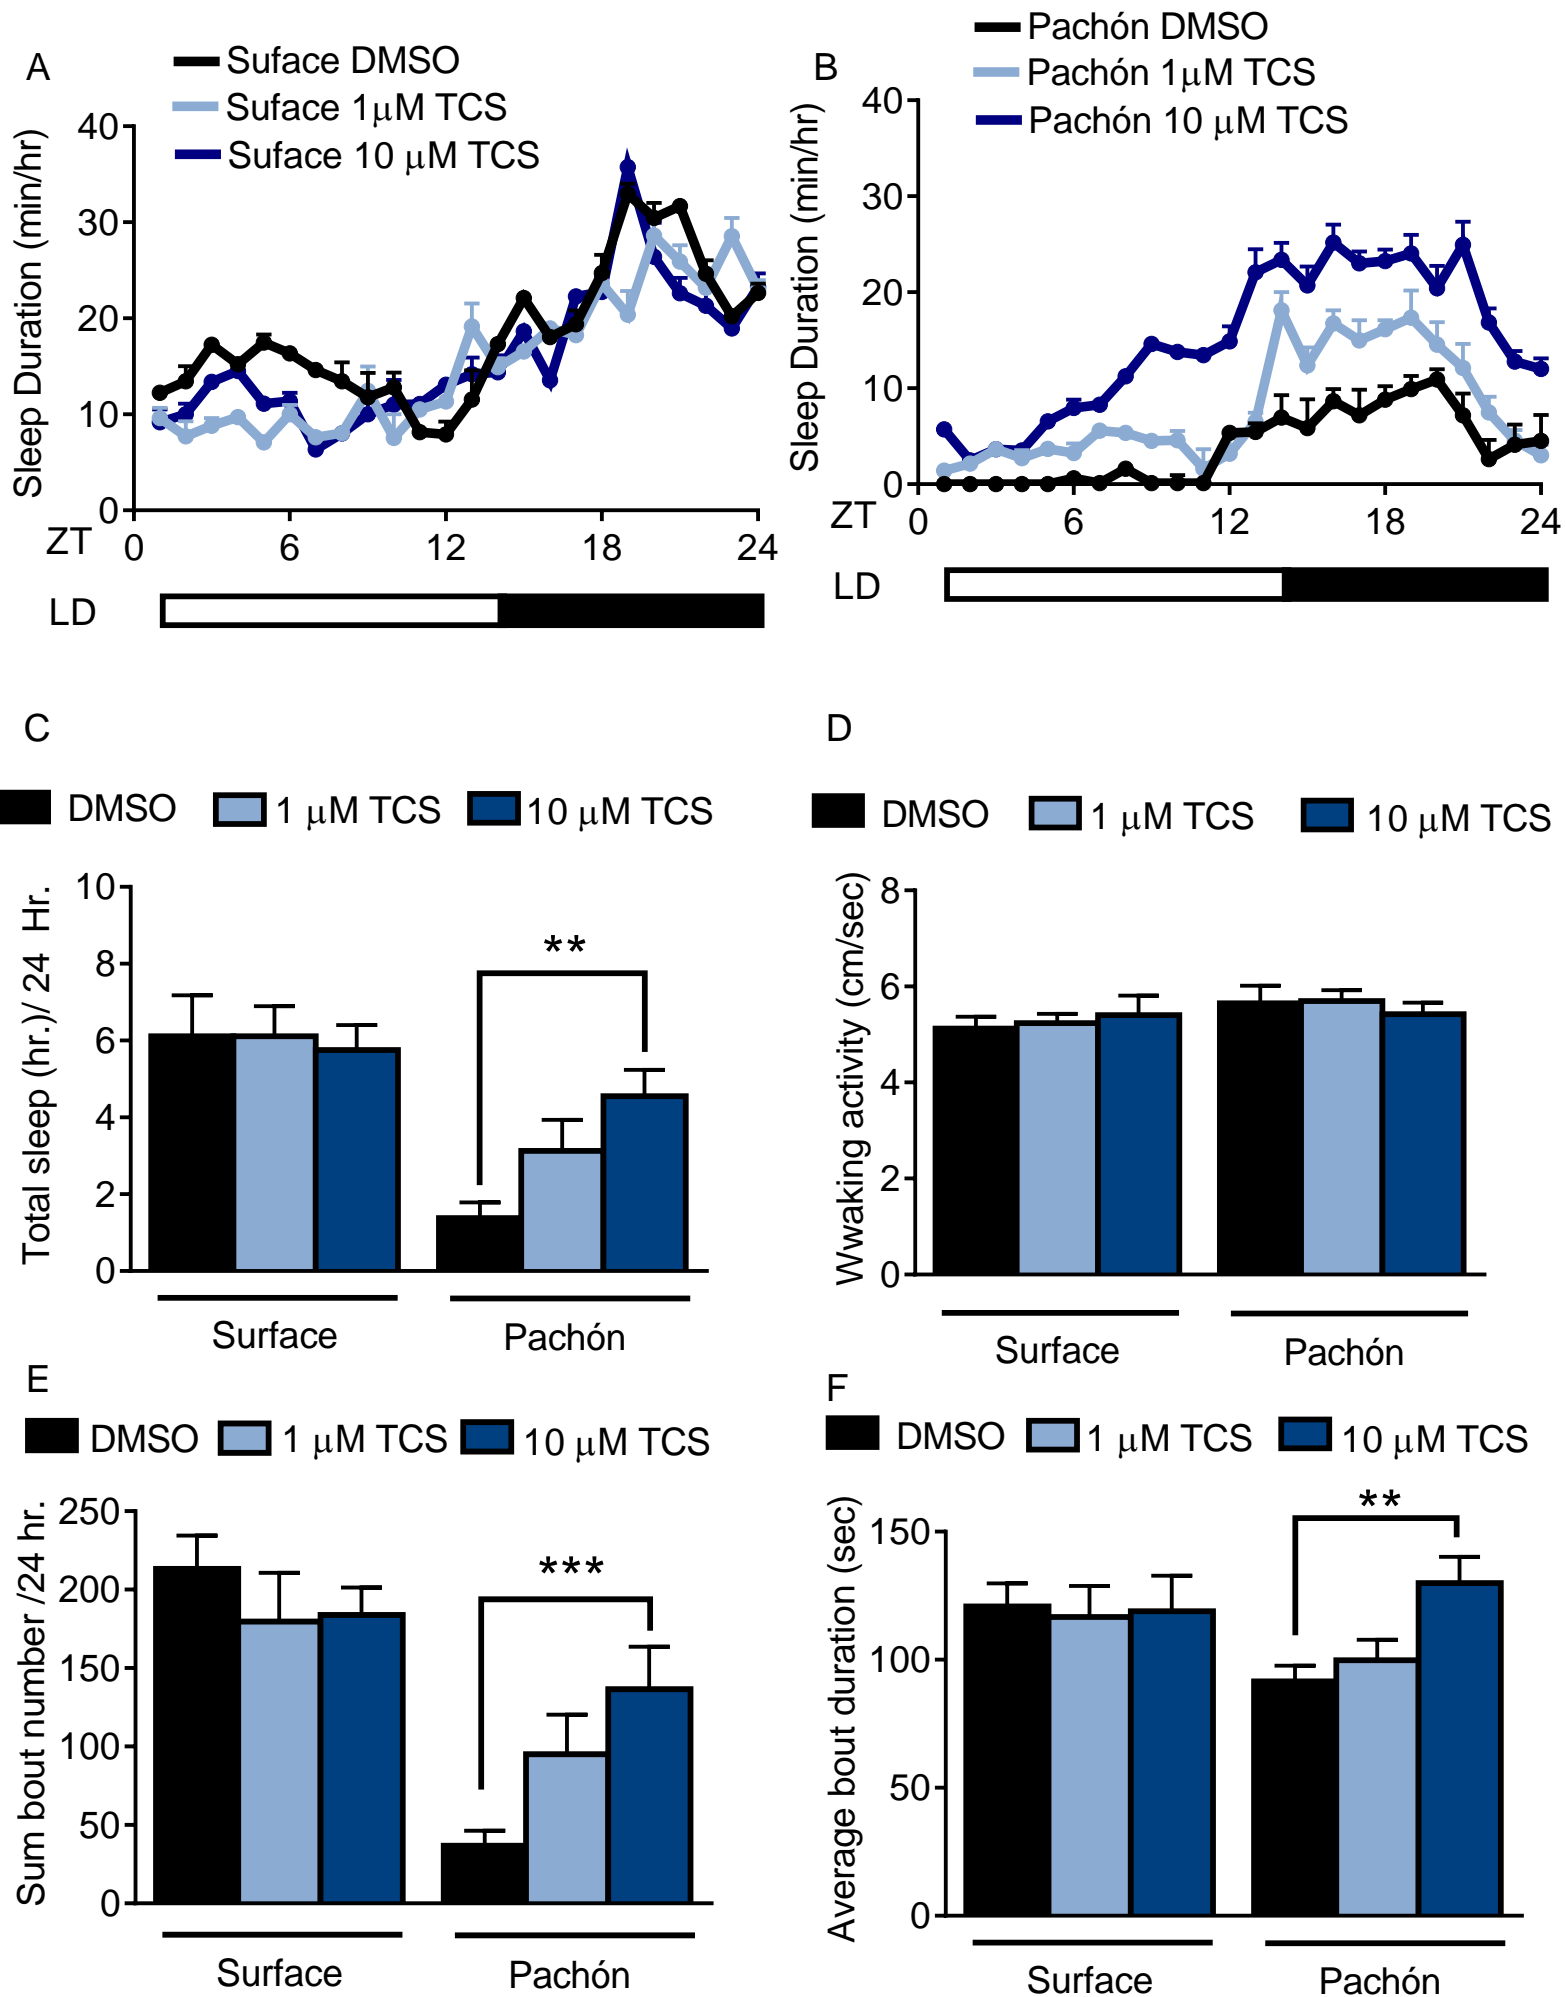 A
Suface DMSO
Suface 1μM TCS
Suface 10 μM TCS
Sleep Duration (min/hr)
40
30
20
10
0
ZT
0 6 12 18 24
LD
B
Pachón DMSO
Pachón 1μM TCS
Pachón 10 μM TCS
Sleep Duration (min/hr)
40
30
20
10
0
ZT
0 6 12 18 24
LD
C
DMSO 1 μM TCS 10 μM TCS
Total sleep (hr.)/ 24 Hr.
10
8
6
4
2
0
**
Surface Pachón
D
DMSO 1 μM TCS 10 μM TCS
Wwaking activity (cm/sec)
8
6
4
2
0
Surface Pachón
E
DMSO 1 μM TCS 10 μM TCS
Sum bout number /24 hr.
250
200
150
100
50
0
***
Surface Pachón
F
DMSO 1 μM TCS 10 μM TCS
Average bout duration (sec)
150
100
50
0
**
Surface Pachón